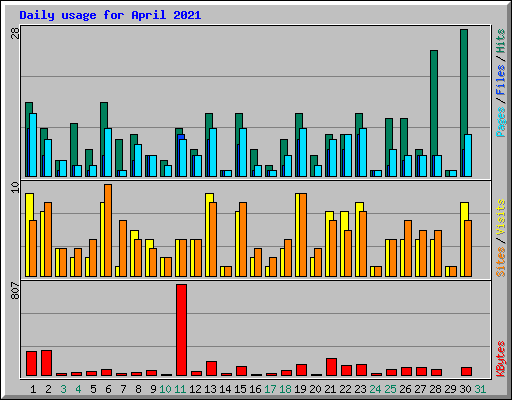 Daily usage for April 2021
28
Pages / Files / Hits
10
Sites / Visits
807
KBytes
1 2 3 4 5 6 7 8 9 10 11 12 13 14 15 16 17 18 19 20 21 22 23 24 25 26 27 28 29 30 31